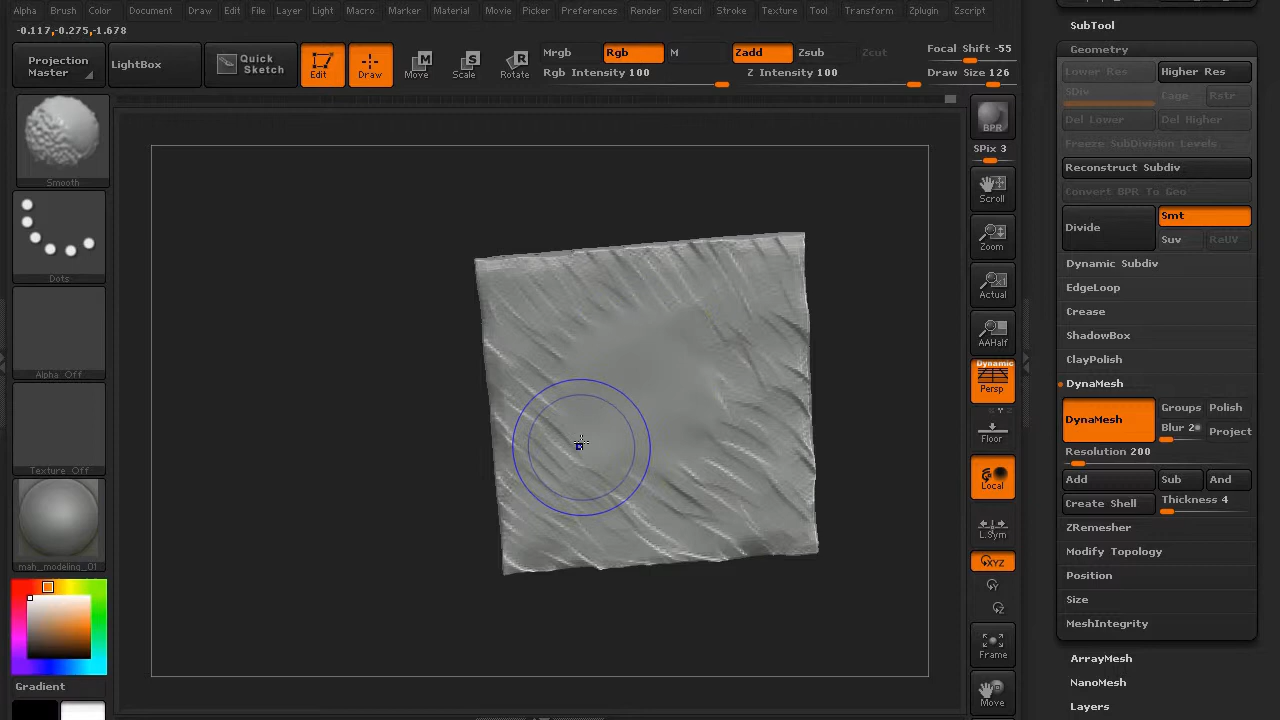 Alpha Brush Color Document Draw Edit File Layer Light Macro Marker Material Movie Picker Preferences Render Stencil Stroke Texture Tool Transform Zplugin Zscript
-0.117,-0.275,-1.678
Projection Master
LightBox
Quick Sketch
Edit
Draw
Move
Scale
Rotate
Mrgb Rgb M
Rgb Intensity 100
Zadd Zsub Zcut
Z Intensity 100
Focal Shift -55
Draw Size 126
Smooth
Dots
Alpha Off
Texture Off
mah_modeling_01
Gradient
BPR
SPix 3
Scroll
Zoom
Actual
AAHalf
Dynamic
Persp
Floor
Local
L.Sym
XYZ
Y
Z
Frame
Move
SubTool
Geometry
Lower Res Higher Res
SDiv Cage Rstr
Del Lower Del Higher
Freeze SubDivision Levels
Reconstruct Subdiv
Convert BPR To Geo
Divide Smt
Suv ReUV
Dynamic Subdiv
EdgeLoop
Crease
ShadowBox
ClayPolish
DynaMesh
DynaMesh Groups Polish
Blur 2 Project
Resolution 200
Add Sub And
Create Shell Thickness 4
ZRemesher
Modify Topology
Position
Size
MeshIntegrity
ArrayMesh
NanoMesh
Layers